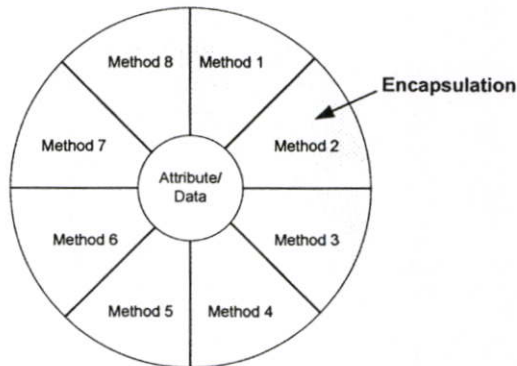 Method 8
Method 1
Encapsulation
Method 7
Method 2
Attribute/
Data
Method 6
Method 3
Method 5
Method 4